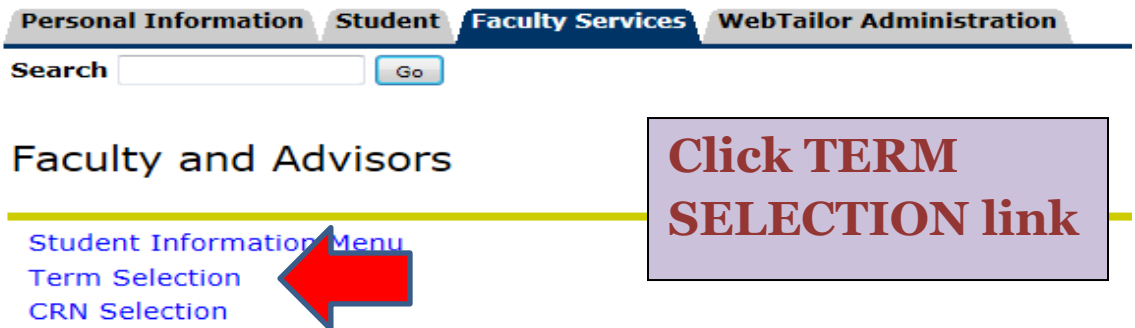 Personal Information Student Faculty Services WebTailor Administration
Search Go
Faculty and Advisors
Click TERM
SELECTION link
Student Information Menu
Term Selection
CRN Selection